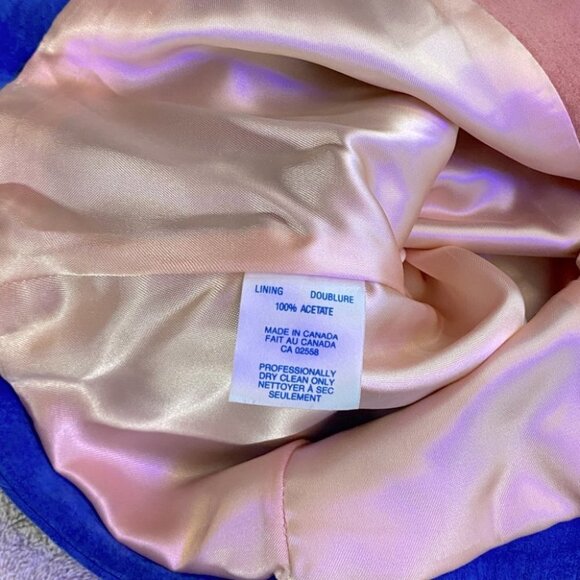 LINING DOUBLURE
100% ACETATE
MADE IN CANADA
FAIT AU CANADA
CA 02558
PROFESSIONALLY
DRY CLEAN ONLY
NETTOYER À SEC
SEULEMENT